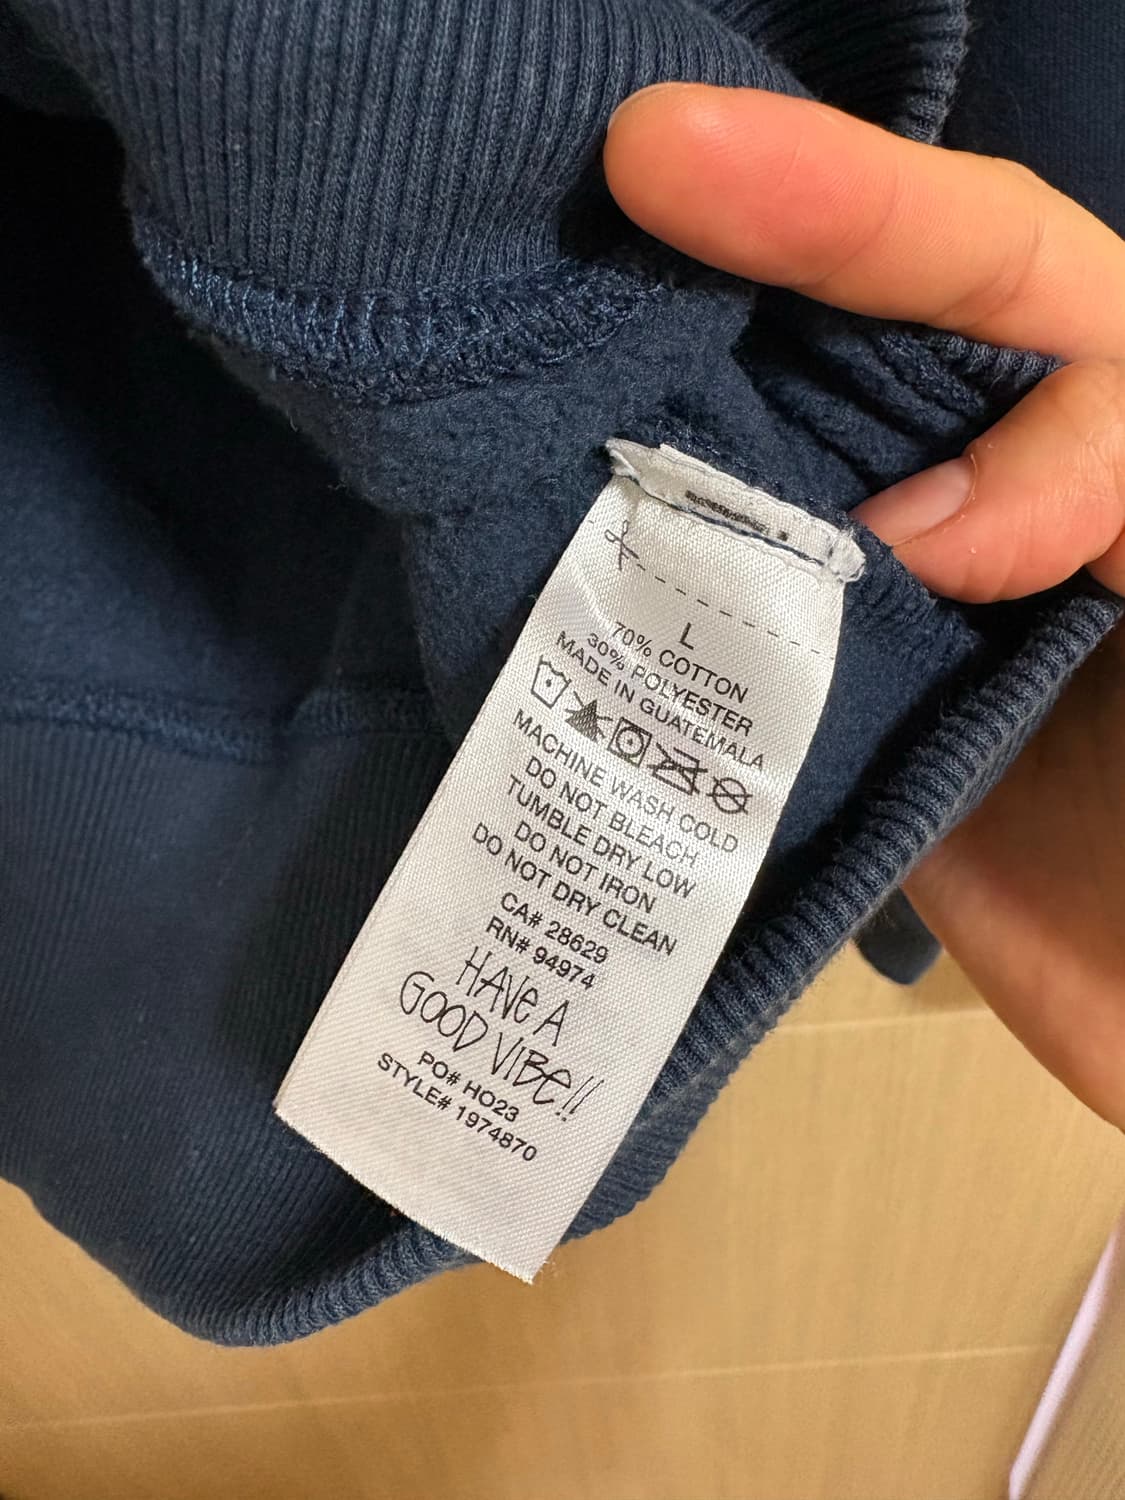 L
70% COTTON
30% POLYESTER
MADE IN GUATEMALA
MACHINE WASH COLD
DO NOT BLEACH
TUMBLE DRY LOW
DO NOT IRON
DO NOT DRY CLEAN
CA# 28629
RN# 94974
HAVE A
GOOD VIBE!!
PO# HO23
STYLE# 1974870